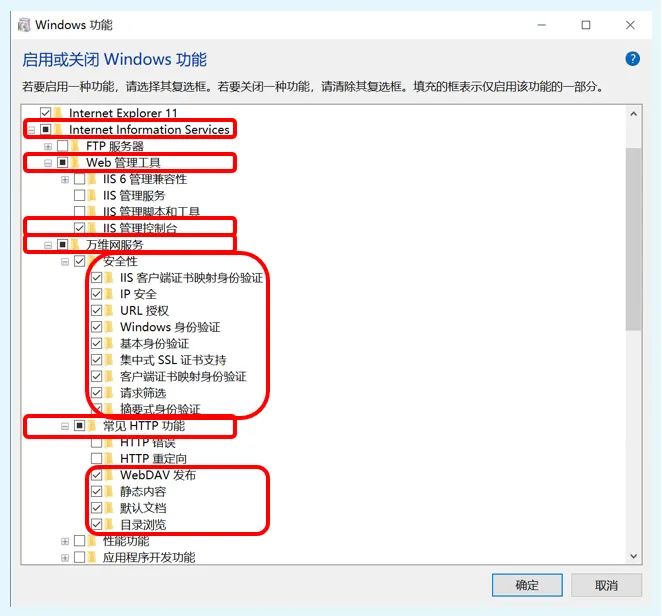 Windows 功能
启用或关闭 Windows 功能
?
若要启用一种功能，请选择其复选框。若要关闭一种功能，请清除其复选框。填充的框表示仅启用该功能的一部分。
Internet Explorer 11
Internet Information Services
FTP 服务器
Web 管理工具
IIS 6 管理兼容性
IIS 管理服务
IIS 管理脚本和工具
IIS 管理控制台
万维网服务
安全性
IIS 客户端证书映射身份验证
IP 安全
URL 授权
Windows 身份验证
基本身份验证
集中式 SSL 证书支持
客户端证书映射身份验证
请求筛选
摘要式身份验证
常见 HTTP 功能
HTTP 错误
HTTP 重定向
WebDAV 发布
静态内容
默认文档
目录浏览
性能功能
应用程序开发功能
确定
取消